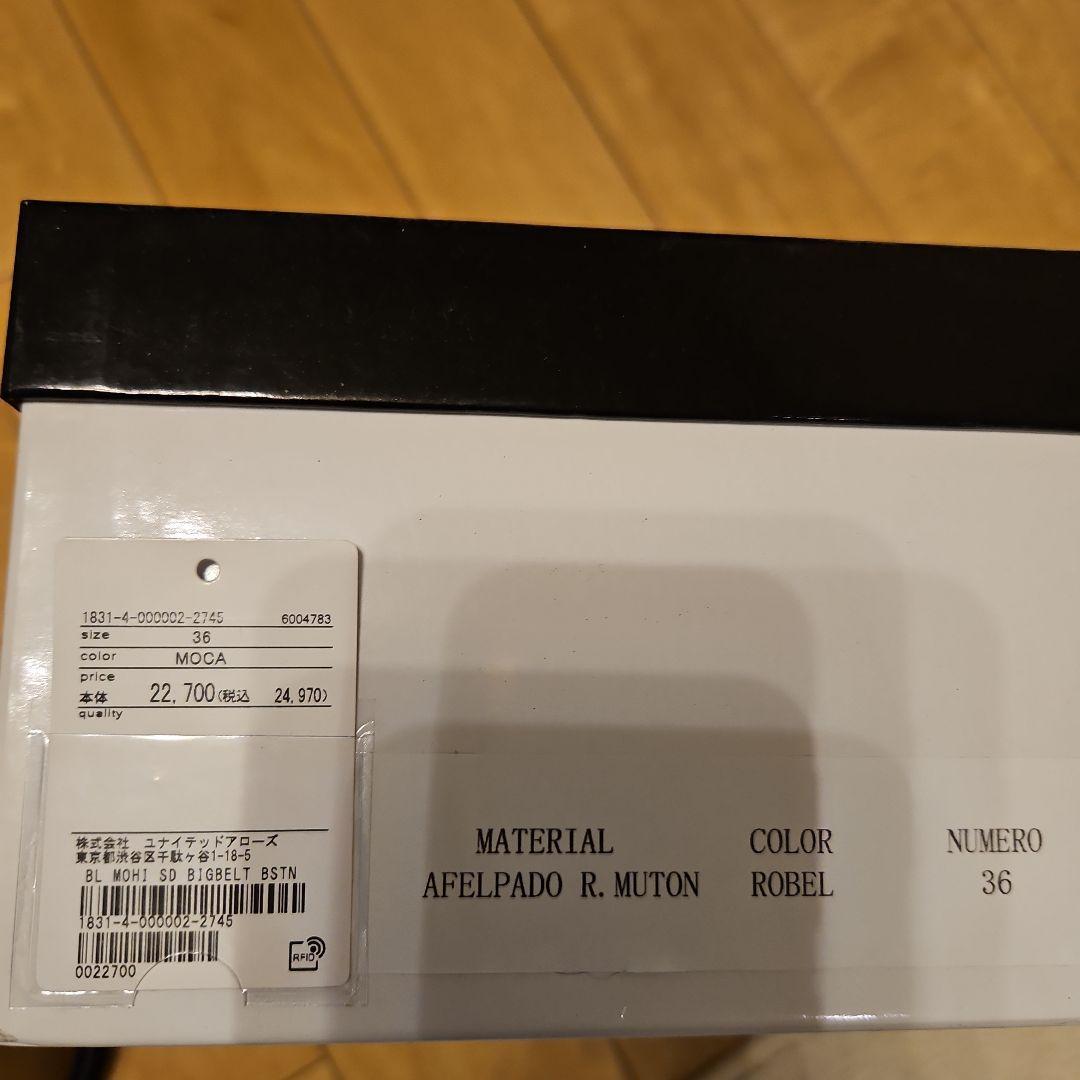 1831-4-000002-2745 6004783
size 36
color MOCA
price
本体 22,700(税込 24,970)
quality
株式会社 ユナイテッドアローズ
東京都渋谷区千駄ヶ谷1-18-5
BL MOHI SD BIGBELT BSTN
1831-4-000002-2745
0022700
RFID
MATERIAL COLOR NUMERO
AFELPADO R.MUTON ROBEL 36